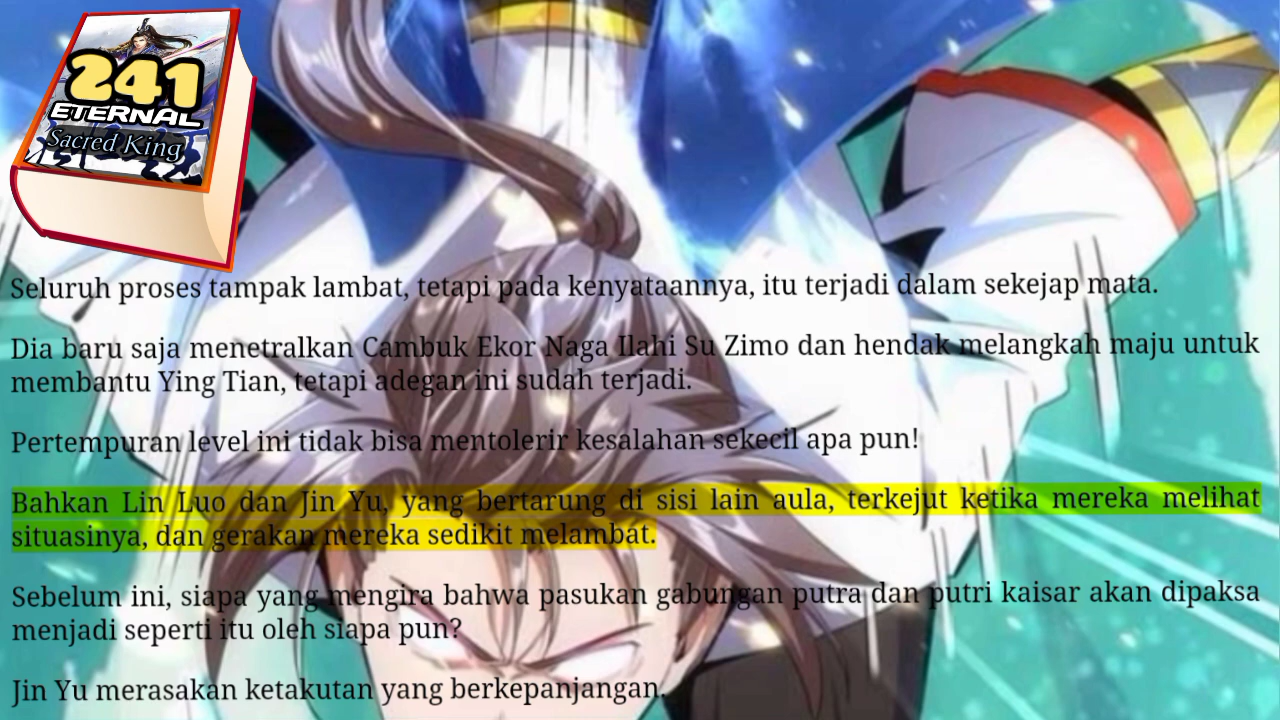 241
ETERNAL
Sacred King
Seluruh proses tampak lambat, tetapi pada kenyataannya, itu terjadi dalam sekejap mata.
Dia baru saja menetralkan Cambuk Ekor Naga Ilahi Su Zimo dan hendak melangkah maju untuk
membantu Ying Tian, tetapi adegan ini sudah terjadi.
Pertempuran level ini tidak bisa mentolerir kesalahan sekecil apa pun!
Bahkan Lin Luo dan Jin Yu, yang bertarung di sisi lain aula, terkejut ketika mereka melihat
situasinya, dan gerakan mereka sedikit melambat.
Sebelum ini, siapa yang mengira bahwa pasukan gabungan putra dan putri kaisar akan dipaksa
menjadi seperti itu oleh siapa pun?
Jin Yu merasakan ketakutan yang berkepanjangan.